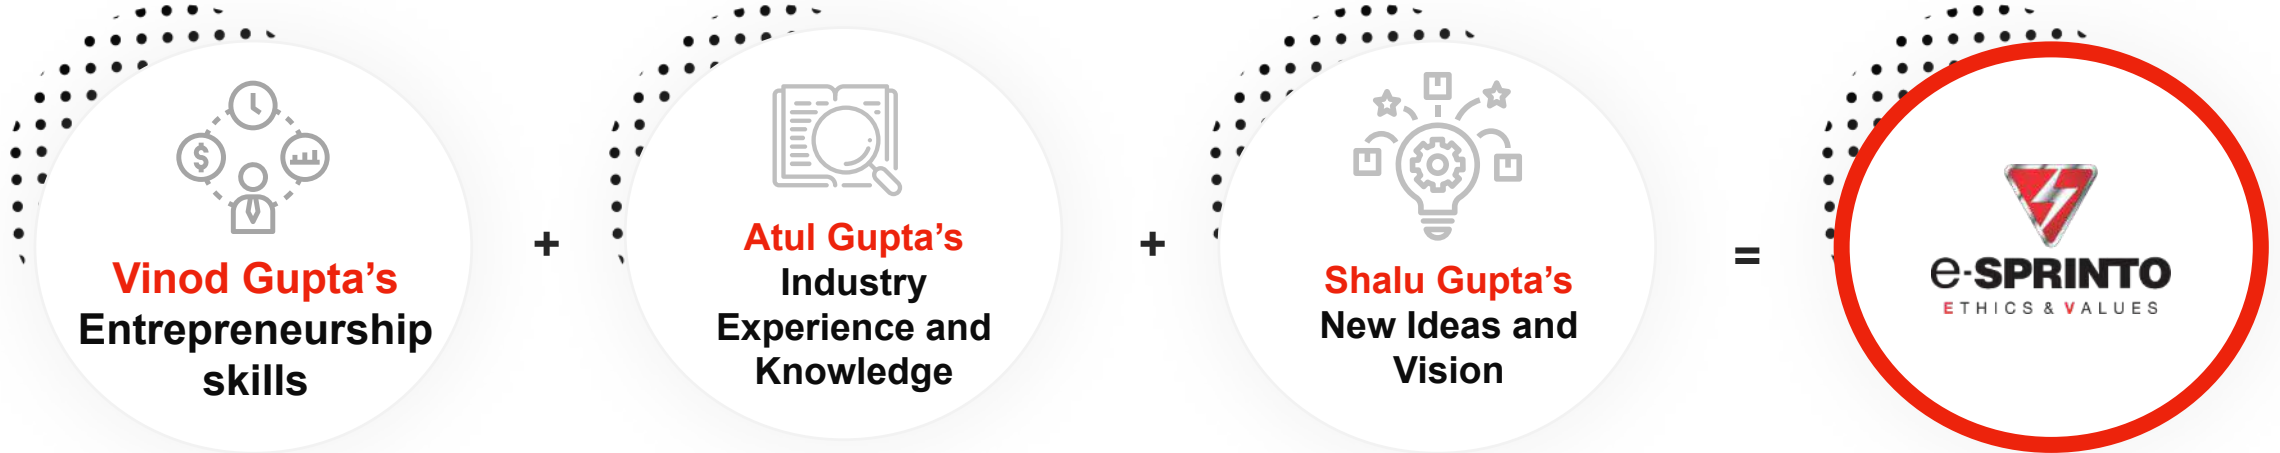 Vinod Gupta’s
Entrepreneurship
skills
+
Atul Gupta’s
Industry
Experience and
Knowledge
+
Shalu Gupta’s
New Ideas and
Vision
=
e-SPRINTO
ETHICS & VALUES